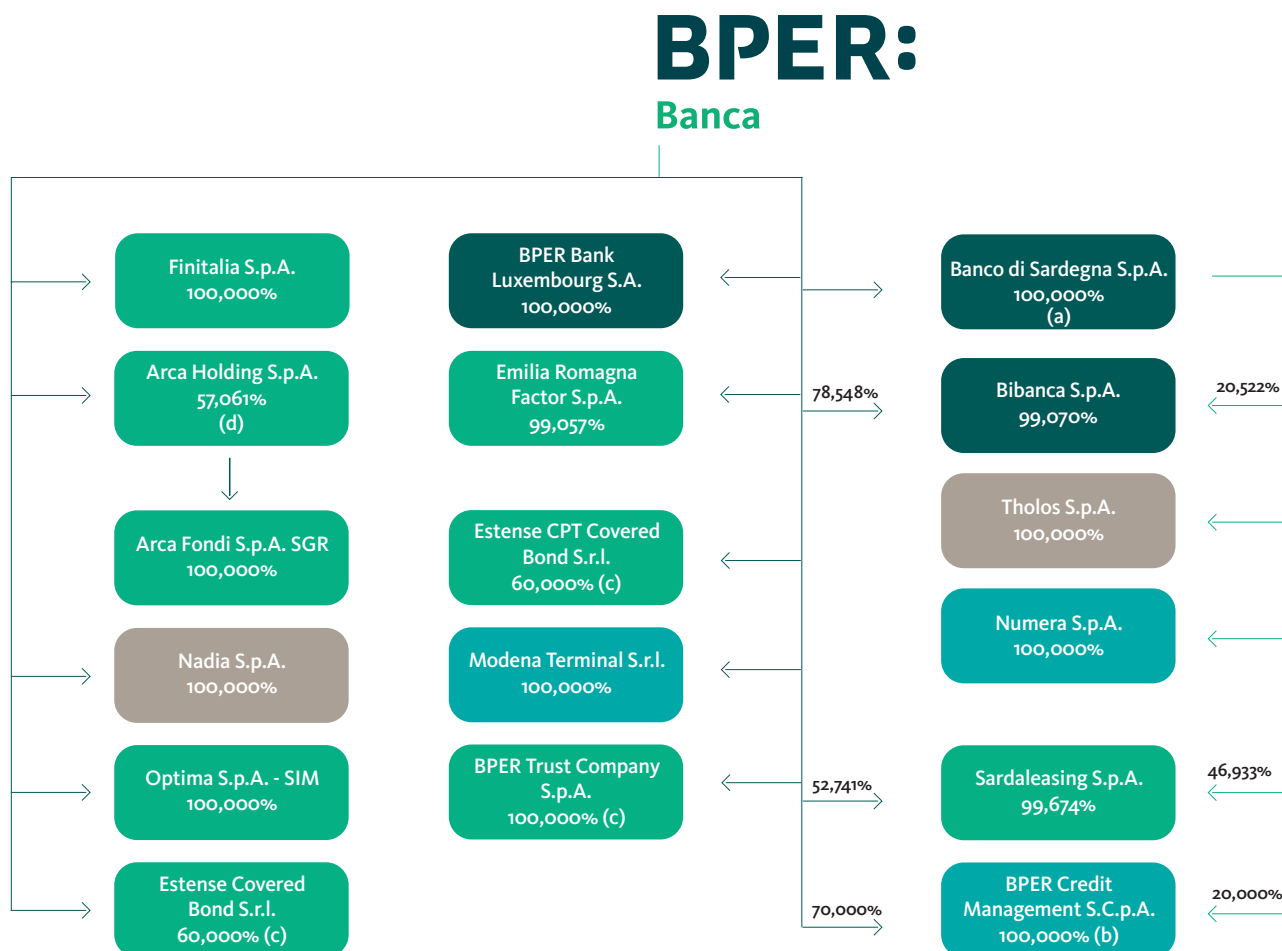 BPER:
Banca
Finitalia S.p.A.
100,000%
Arca Holding S.p.A.
57,061%
(d)
Arca Fondi S.p.A. SGR
100,000%
Nadia S.p.A.
100,000%
Optima S.p.A. - SIM
100,000%
Estense Covered
Bond S.r.l.
60,000% (c)
BPER Bank
Luxembourg S.A.
100,000%
Emilia Romagna
Factor S.p.A.
99,057%
Estense CPT Covered
Bond S.r.l.
60,000% (c)
Modena Terminal S.r.l.
100,000%
BPER Trust Company
S.p.A.
100,000% (c)
78,548%
52,741%
70,000%
Banco di Sardegna S.p.A.
100,000%
(a)
Bibanca S.p.A.
99,070%
Tholos S.p.A.
100,000%
Numera S.p.A.
100,000%
Sardaleasing S.p.A.
99,674%
BPER Credit
Management S.C.p.A.
100,000% (b)
20,522%
46,933%
20,000%